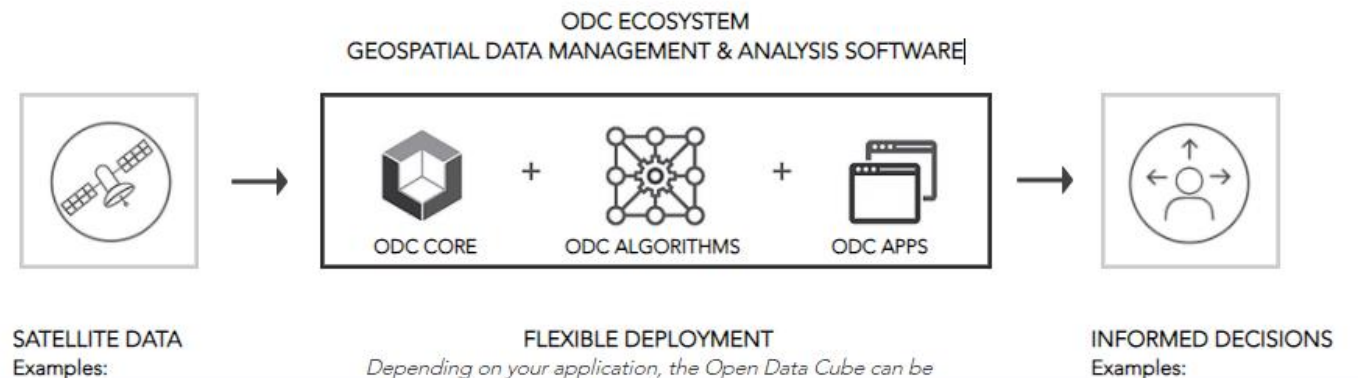 ODC ECOSYSTEM
GEOSPATIAL DATA MANAGEMENT & ANALYSIS SOFTWARE
ODC CORE
ODC ALGORITHMS
ODC APPS
SATELLITE DATA
Examples:
FLEXIBLE DEPLOYMENT
Depending on your application, the Open Data Cube can be
INFORMED DECISIONS
Examples: